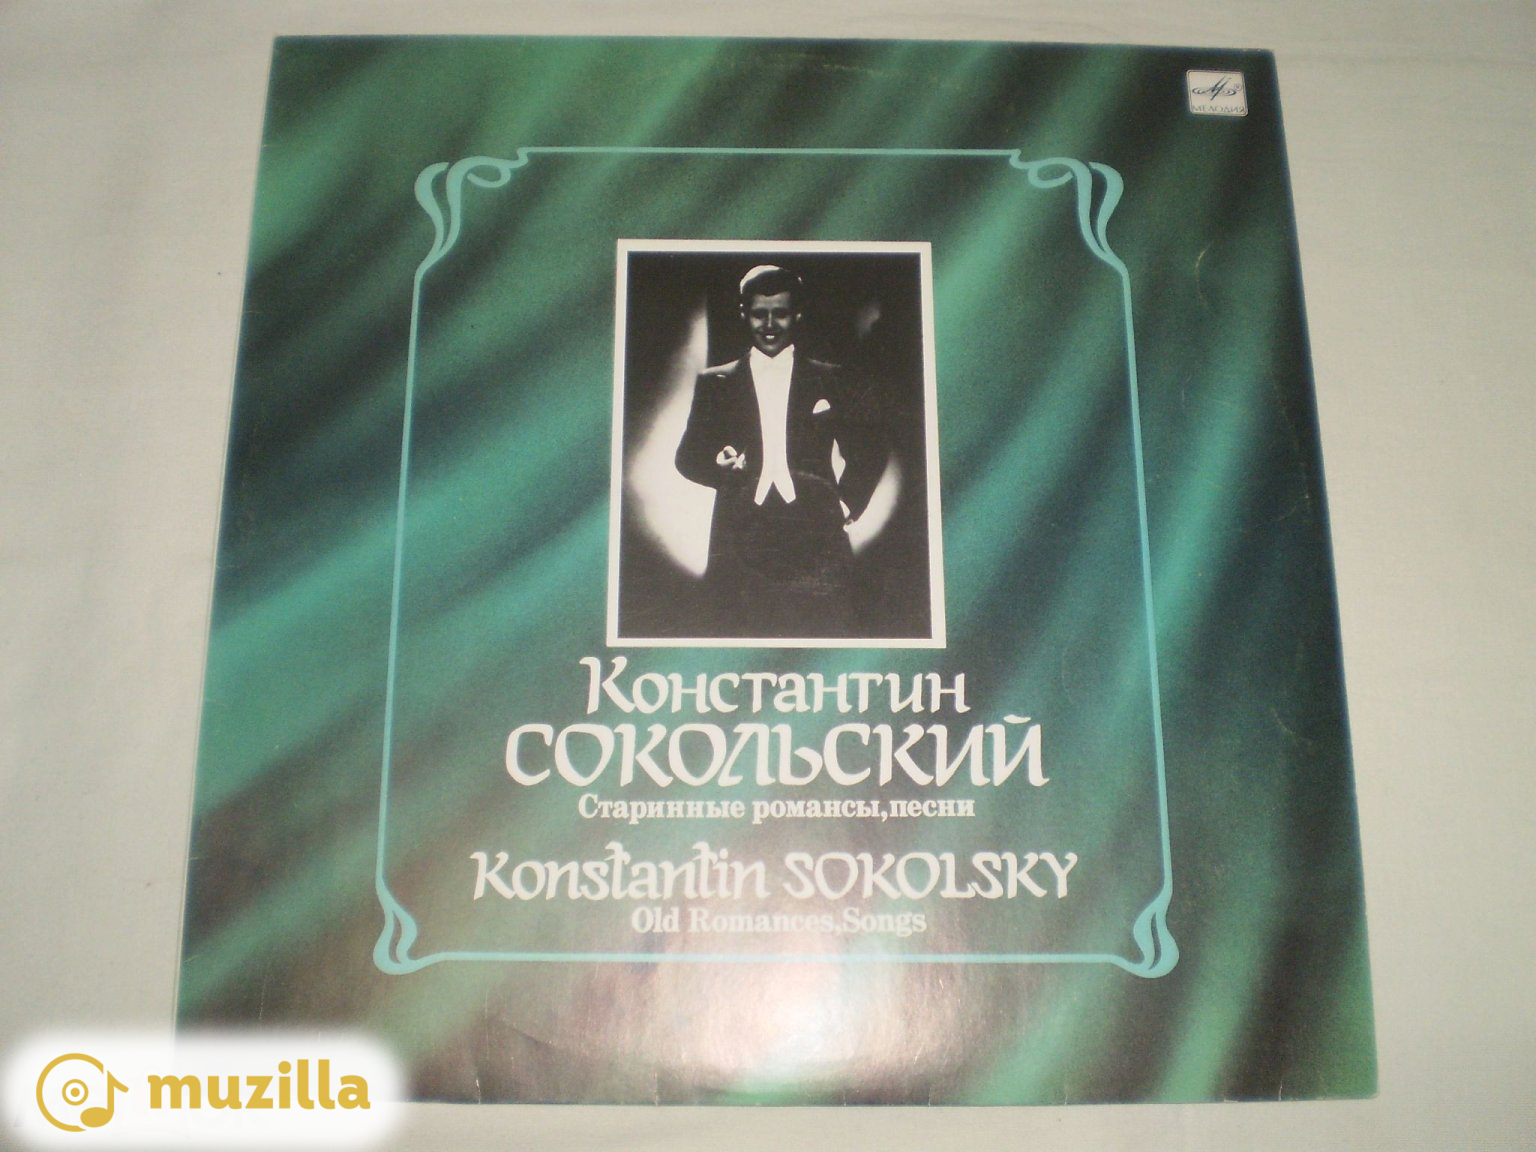 МЕЛОДИЯ
Константин
СОКОЛЬСКИЙ
Старинные романсы, песни
Konstantin SOKOLSKY
Old Romances, Songs
muzilla